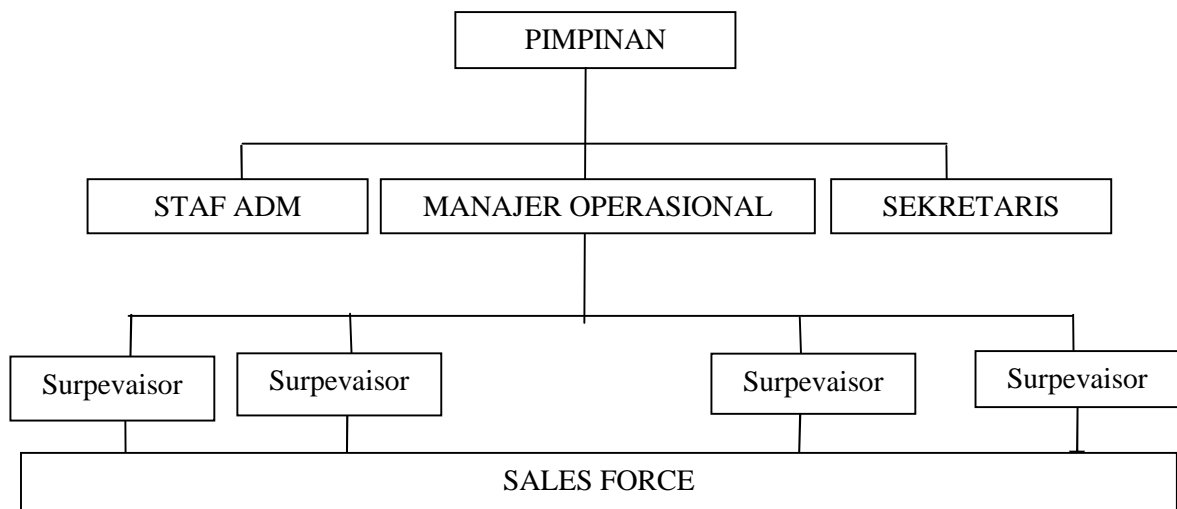 PIMPINAN
STAF ADM
MANAJER OPERASIONAL
SEKRETARIS
Surpevaisor
Surpevaisor
Surpevaisor
Surpevaisor
SALES FORCE